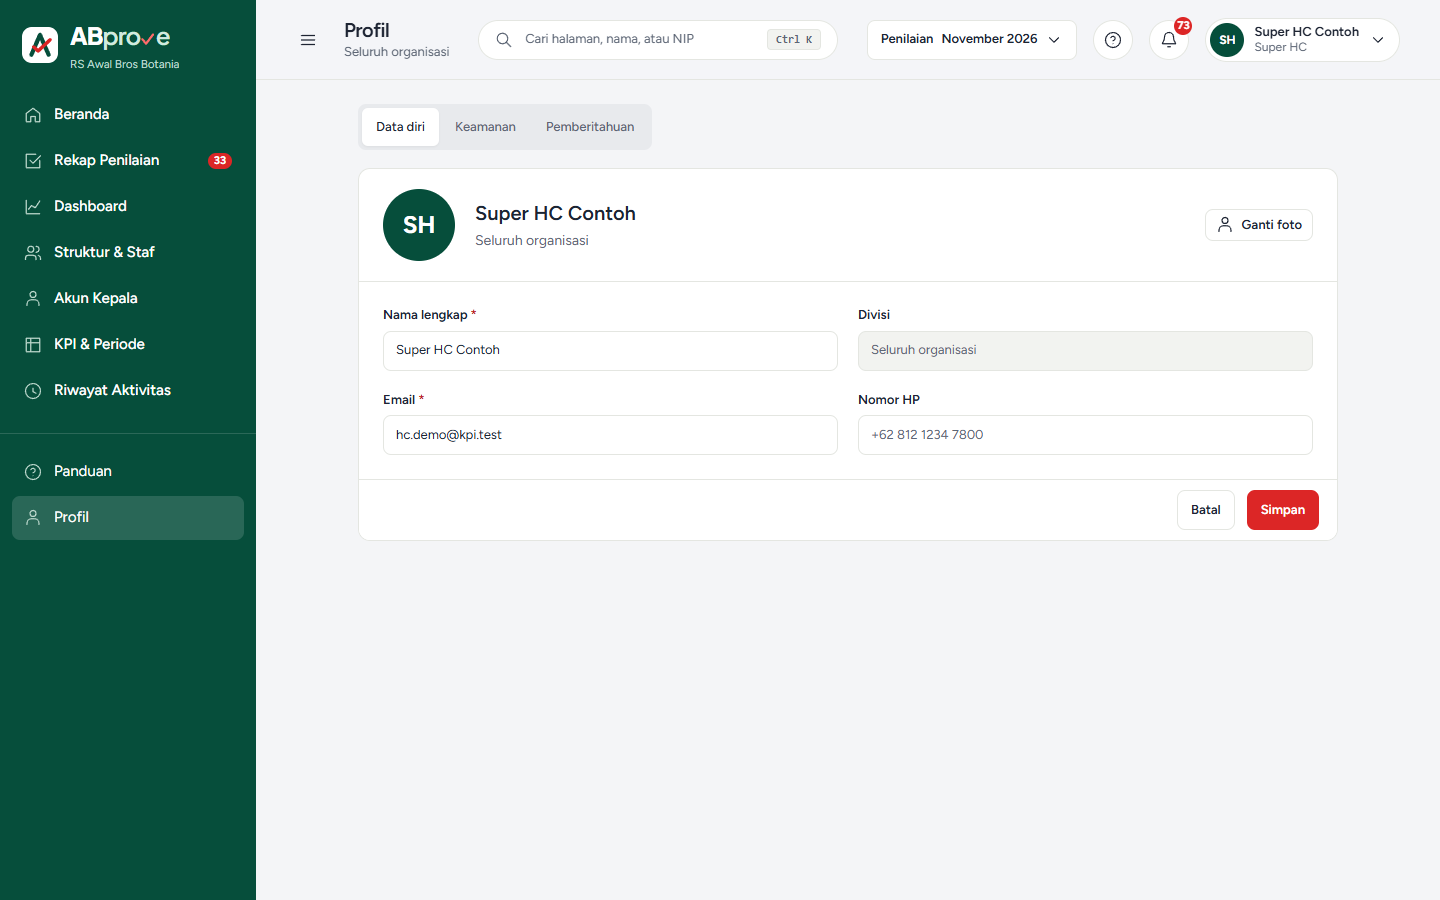 ABprove
RS Awal Bros Botania
Beranda
Rekap Penilaian 33
Dashboard
Struktur & Staf
Akun Kepala
KPI & Periode
Riwayat Aktivitas
Panduan
Profil
Profil
Seluruh organisasi
Cari halaman, nama, atau NIP Ctrl K
Penilaian November 2026
73
SH
Super HC Contoh
Super HC
Data diri Keamanan Pemberitahuan
SH
Super HC Contoh
Seluruh organisasi
Ganti foto
Nama lengkap * Divisi
Super HC Contoh Seluruh organisasi
Email * Nomor HP
hc.demo@kpi.test +62 812 1234 7800
Batal Simpan